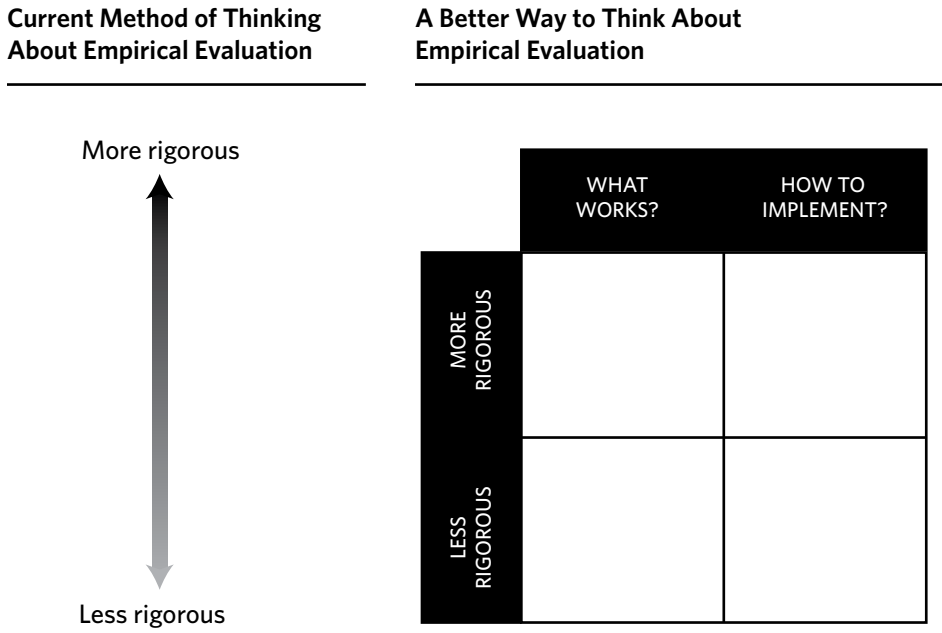 Current Method of Thinking
About Empirical Evaluation
A Better Way to Think About
Empirical Evaluation
More rigorous
Less rigorous
WHAT
WORKS?
HOW TO
IMPLEMENT?
MORE
RIGOROUS
LESS
RIGOROUS